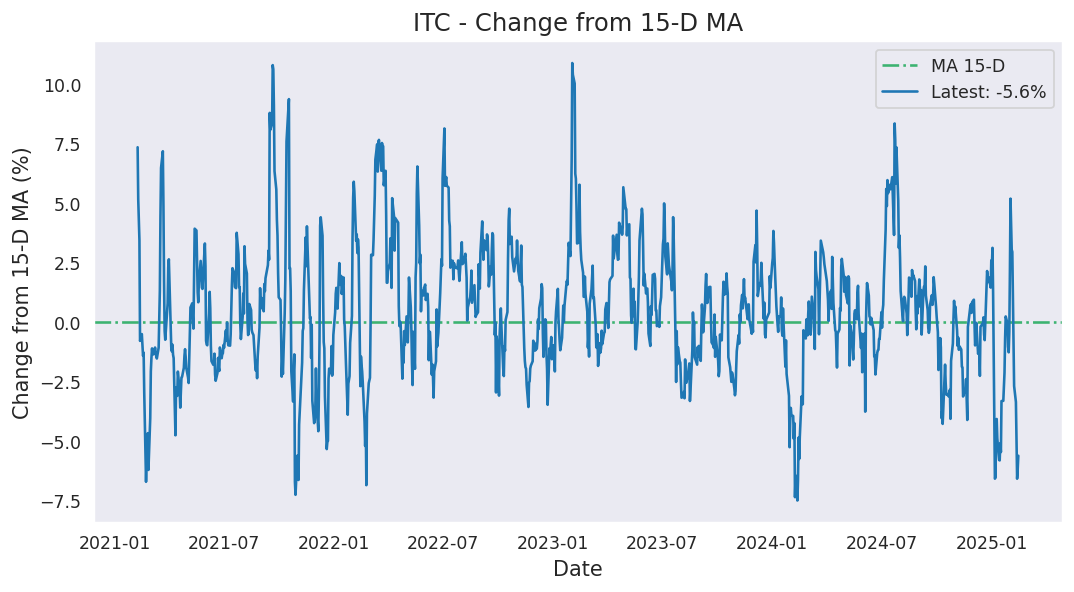 ITC - Change from 15-D MA
MA 15-D
Latest: -5.6%
Change from 15-D MA (%)
10.0
7.5
5.0
2.5
0.0
−2.5
−5.0
−7.5
2021-01 2021-07 2022-01 2022-07 2023-01 2023-07 2024-01 2024-07 2025-01
Date